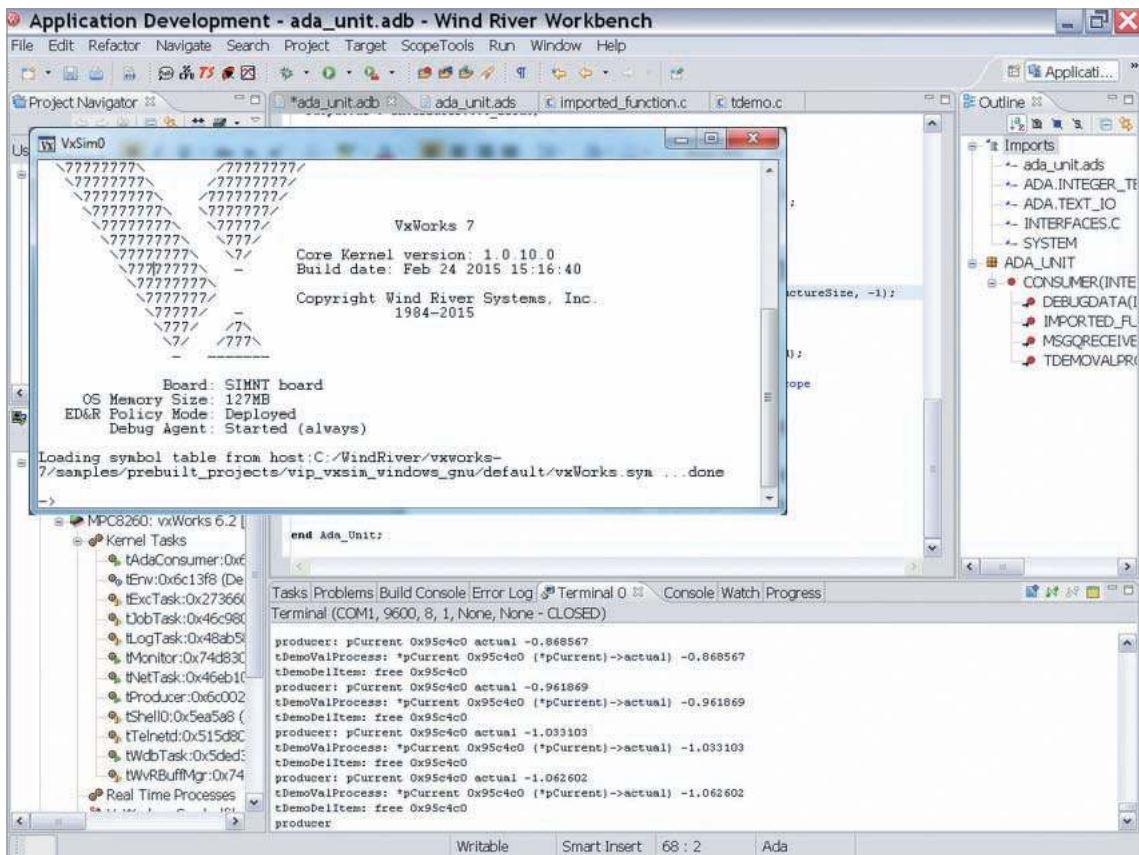 Application Development - ada_unit.adb - Wind River Workbench
File Edit Refactor Navigate Search Project Target ScopeTools Run Window Help
Applicati...
Project Navigator
*ada_unit.adb ada_unit.ads imported_function.c tdemo.c
Outline
VxSim0
VxWorks 7
Core Kernel version: 1.0.10.0
Build date: Feb 24 2015 15:16:40
Copyright Wind River Systems, Inc.
1984-2015
Board: SIMNT board
OS Memory Size: 127MB
ED&R Policy Mode: Deployed
Debug Agent: Started (always)
Loading symbol table from host:C:/WindRiver/vxworks-
7/samples/prebuilt_projects/vip_vxsim_windows_gnu/default/vxWorks.sym ...done
->
ctureSize, -1);
Imports
ada_unit.ads
ADA.INTEGER_TE
ADA.TEXT_IO
INTERFACES.C
SYSTEM
ADA_UNIT
CONSUMER(INTE
DEBUGDATA(I
IMPORTED_FU
MSGQRECEIVE
TDEMOVALPR
MPC8260: vxWorks 6.2 [
Kernel Tasks
tAdaConsumer:0x6
tEnv:0x6c13f8 (De
tExcTask:0x27366
tJobTask:0x46c980
tLogTask:0x48ab5
tMonitor:0x74d830
tNetTask:0x46eb10
tProducer:0x6c002
tShell0:0x5ea5a8 (
tTelnetd:0x515d8
tWdbTask:0x5ded
tWvRBuffMgr:0x74
Real Time Processes
end Ada_Unit;
Tasks Problems Build Console Error Log Terminal 0 Console Watch Progress
Terminal (COM1, 9600, 8, 1, None, None - CLOSED)
producer: pCurrent 0x95c4c0 actual -0.868567
tDemoValProcess: *pCurrent 0x95c4c0 (*pCurrent)->actual) -0.868567
tDemoDelItem: free 0x95c4c0
producer: pCurrent 0x95c4c0 actual -0.961869
tDemoValProcess: *pCurrent 0x95c4c0 (*pCurrent)->actual) -0.961869
tDemoDelItem: free 0x95c4c0
producer: pCurrent 0x95c4c0 actual -1.033103
tDemoValProcess: *pCurrent 0x95c4c0 (*pCurrent)->actual) -1.033103
tDemoDelItem: free 0x95c4c0
producer: pCurrent 0x95c4c0 actual -1.062602
tDemoValProcess: *pCurrent 0x95c4c0 (*pCurrent)->actual) -1.062602
tDemoDelItem: free 0x95c4c0
producer
Writable Smart Insert 68 : 2 Ada